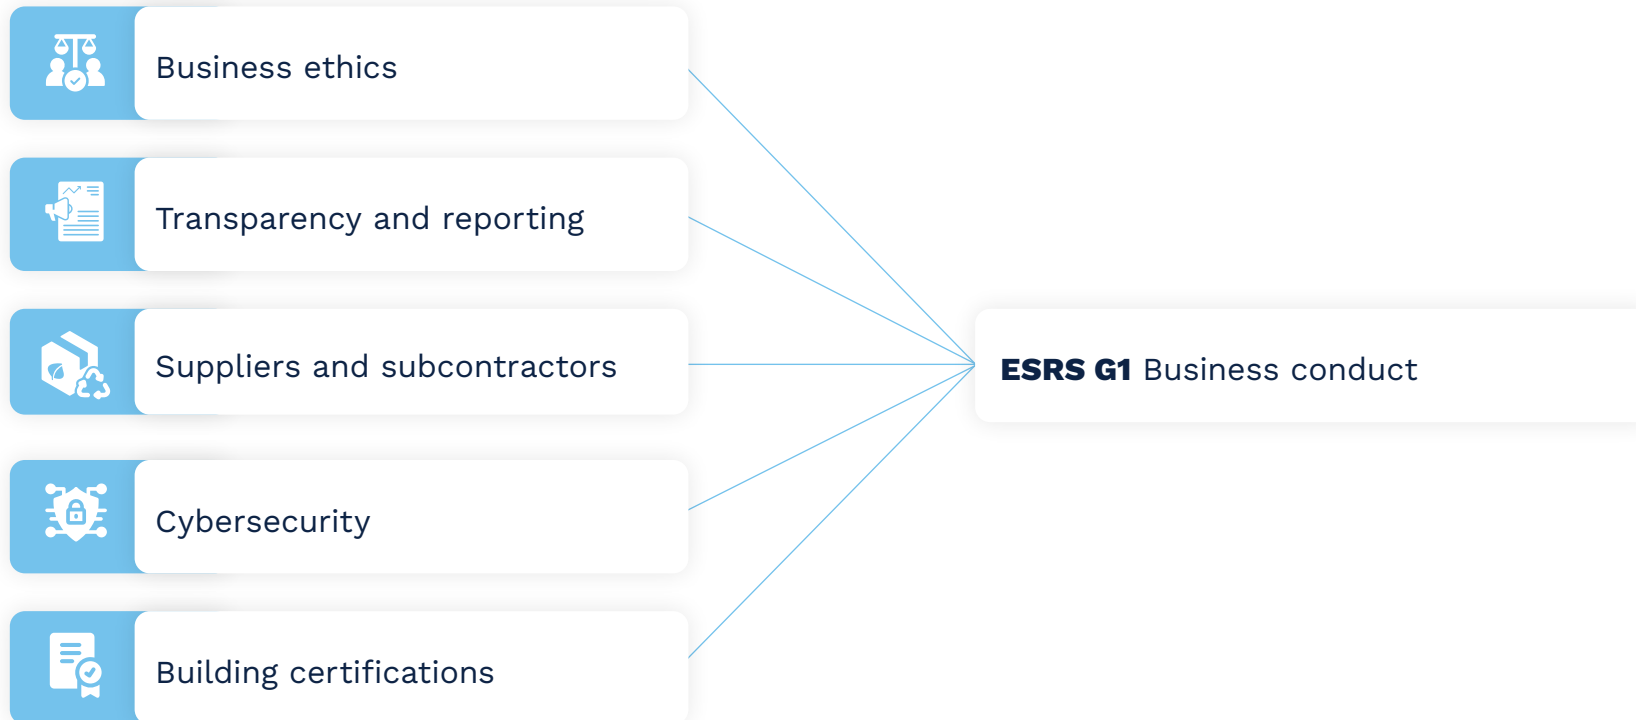 Business ethics
Transparency and reporting
Suppliers and subcontractors
ESRS G1 Business conduct
Cybersecurity
Building certifications